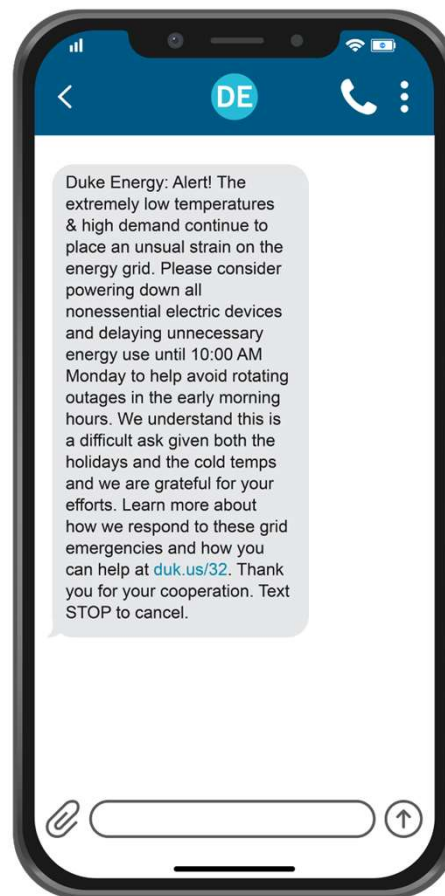 DE
Duke Energy: Alert! The
extremely low temperatures
& high demand continue to
place an unsual strain on the
energy grid. Please consider
powering down all
nonessential electric devices
and delaying unnecessary
energy use until 10:00 AM
Monday to help avoid rotating
outages in the early morning
hours. We understand this is
a difficult ask given both the
holidays and the cold temps
and we are grateful for your
efforts. Learn more about
how we respond to these grid
emergencies and how you
can help at duk.us/32. Thank
you for your cooperation. Text
STOP to cancel.